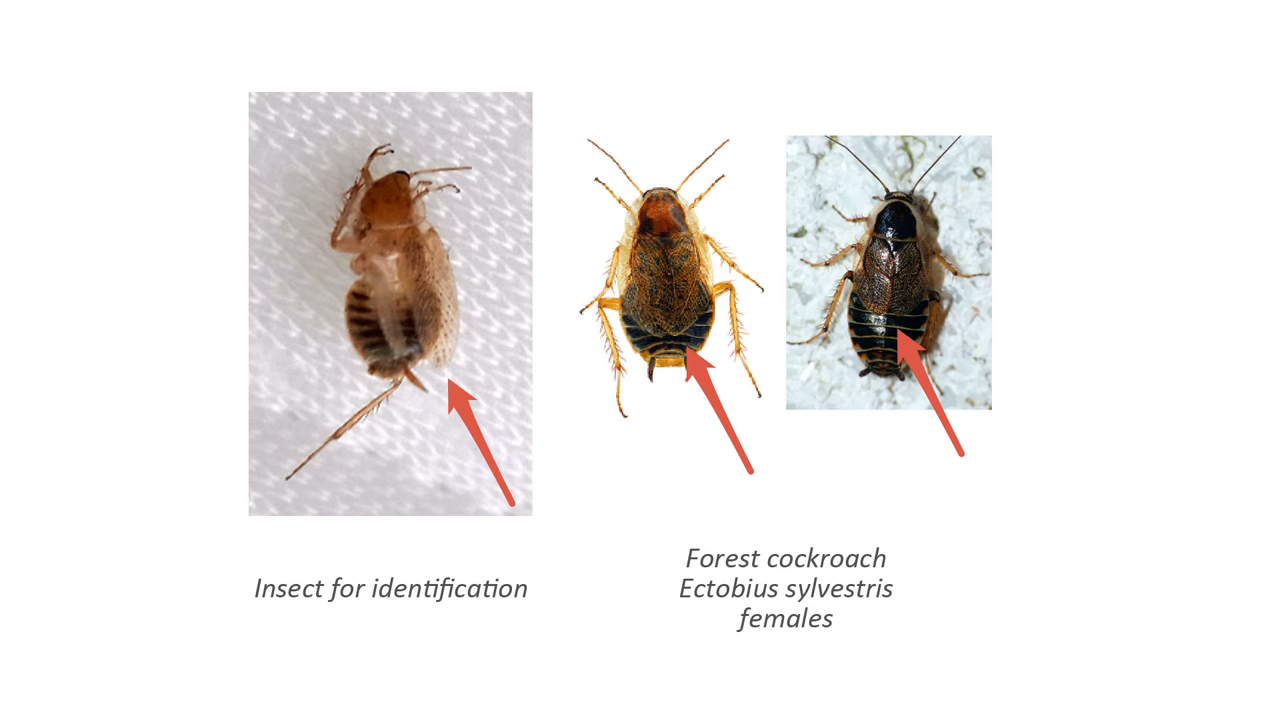 Insect for identification
Forest cockroach
Ectobius sylvestris
females